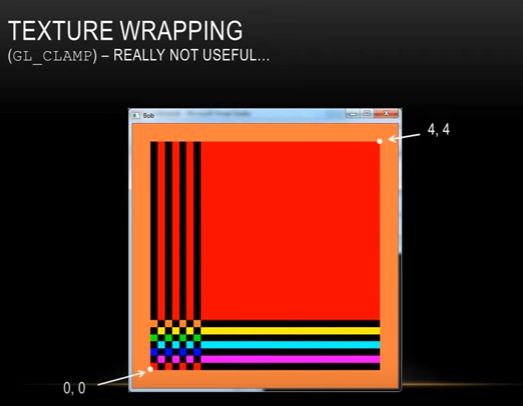 TEXTURE WRAPPING
(GL_CLAMP) – REALLY NOT USEFUL...
Bob
4, 4
0, 0